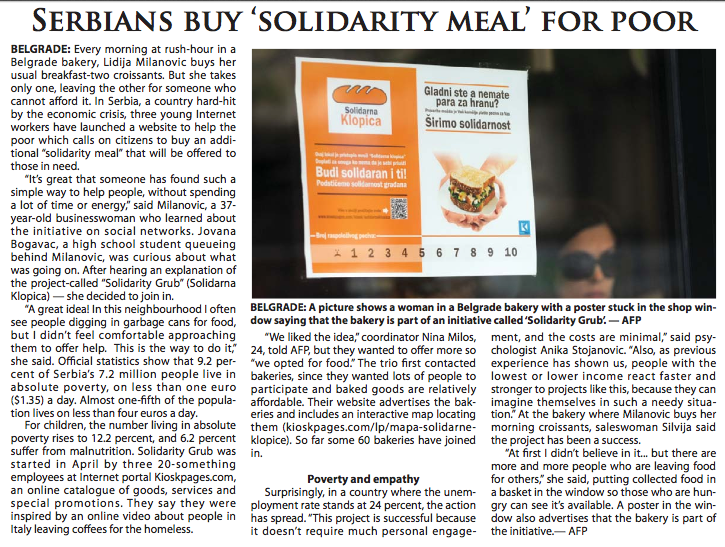 SERBIANS BUY ‘SOLIDARITY MEAL’ FOR POOR
BELGRADE: Every morning at rush-hour in a
Belgrade bakery, Lidija Milanovic buys her
usual breakfast-two croissants. But she takes
only one, leaving the other for someone who
cannot afford it. In Serbia, a country hard-hit
by the economic crisis, three young Internet
workers have launched a website to help the
poor which calls on citizens to buy an addi-
tional “solidarity meal” that will be offered to
those in need.
“It’s great that someone has found such a
simple way to help people, without spending
a lot of time or energy,” said Milanovic, a 37-
year-old businesswoman who learned about
the initiative on social networks. Jovana
Bogavac, a high school student queueing
behind Milanovic, was curious about what
was going on. After hearing an explanation of
the project-called “Solidarity Grub” (Solidarna
Klopica) — she decided to join in.
“A great idea! In this neighbourhood I often
see people digging in garbage cans for food,
but I didn’t feel comfortable approaching
them to offer help. This is the way to do it,”
she said. Official statistics show that 9.2 per-
cent of Serbia’s 7.2 million people live in
absolute poverty, on less than one euro
($1.35) a day. Almost one-fifth of the popula-
tion lives on less than four euros a day.
For children, the number living in absolute
poverty rises to 12.2 percent, and 6.2 percent
suffer from malnutrition. Solidarity Grub was
started in April by three 20-something
employees at Internet portal Kioskpages.com,
an online catalogue of goods, services and
special promotions. They say they were
inspired by an online video about people in
Italy leaving coffees for the homeless.
Solidarna
Klopica
Budi solidaran i ti!
Podstičemo solidarnost građana
Gladni ste a nemate
para za hranu?
Širimo solidarnost
1 2 3 4 5 6 7 8 9 10
BELGRADE: A picture shows a woman in a Belgrade bakery with a poster stuck in the shop win-
dow saying that the bakery is part of an initiative called ‘Solidarity Grub’. — AFP
“We liked the idea,” coordinator Nina Milos,
24, told AFP, but they wanted to offer more so
“we opted for food.” The trio first contacted
bakeries, since they wanted lots of people to
participate and baked goods are relatively
affordable. Their website advertises the bak-
eries and includes an interactive map locating
them (kioskpages.com/lp/mapa-solidarne-
klopice). So far some 60 bakeries have joined
in.
Poverty and empathy
Surprisingly, in a country where the unem-
ployment rate stands at 24 percent, the action
has spread. “This project is successful because
it doesn’t require much personal engage-
ment, and the costs are minimal,” said psy-
chologist Anika Stojanovic. “Also, as previous
experience has shown us, people with the
lowest or lower income react faster and
stronger to projects like this, because they can
imagine themselves in such a needy situa-
tion.” At the bakery where Milanovic buys her
morning croissants, saleswoman Silvija said
the project has been a success.
“At first I didn’t believe in it... but there are
more and more people who are leaving food
for others,” she said, putting collected food in
a basket in the window so those who are hun-
gry can see it’s available. A poster in the win-
dow also advertises that the bakery is part of
the initiative.— AFP